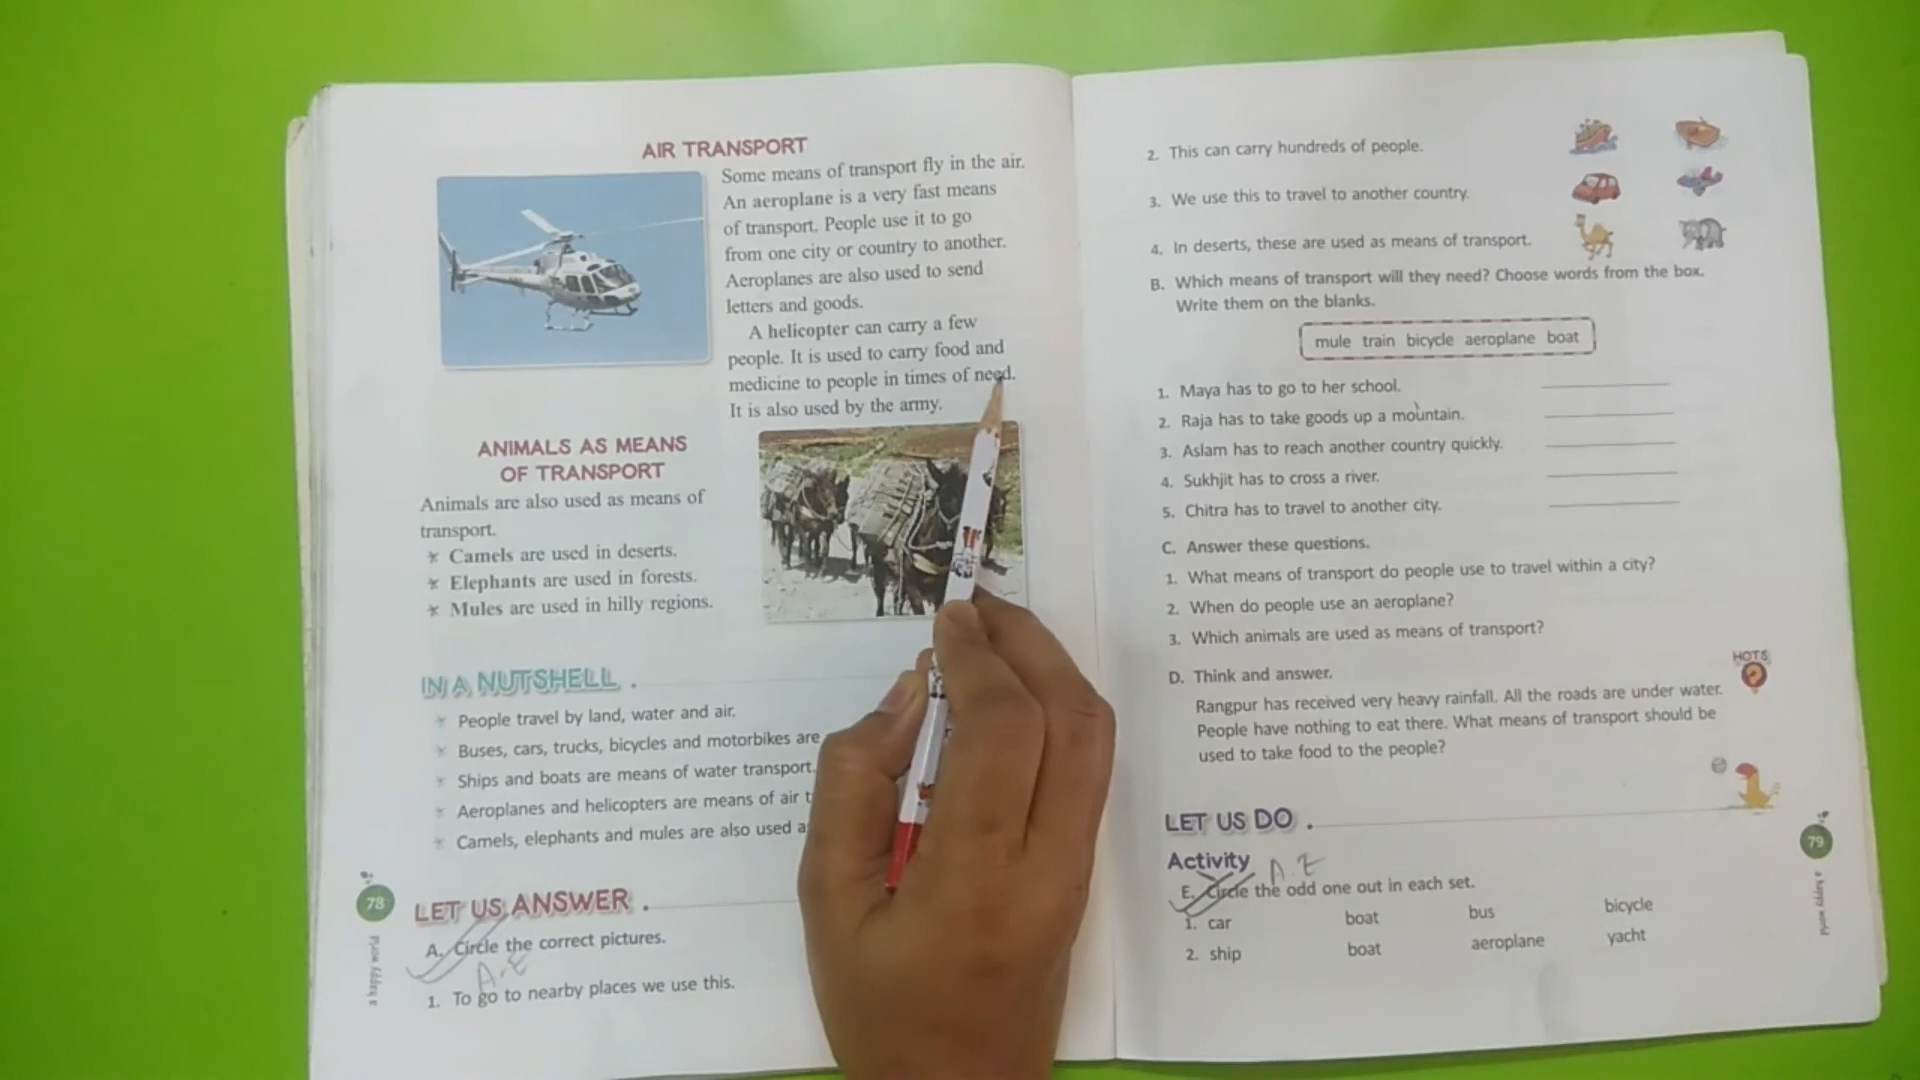 AIR TRANSPORT
Some means of transport fly in the air.
An aeroplane is a very fast means
of transport. People use it to go
from one city or country to another.
Aeroplanes are also used to send
letters and goods.
A helicopter can carry a few
people. It is used to carry food and
medicine to people in times of need.
It is also used by the army.
ANIMALS AS MEANS
OF TRANSPORT
Animals are also used as means of
transport.
Camels are used in deserts.
Elephants are used in forests.
Mules are used in hilly regions.
IN A NUTSHELL
People travel by land, water and air.
Buses, cars, trucks, bicycles and motorbikes are
Ships and boats are means of water transport.
Aeroplanes and helicopters are means of air
Camels, elephants and mules are also used
LET US ANSWER
A. Circle the correct pictures.
A.E
1. To go to nearby places we use this.
78
a happy world
2. This can carry hundreds of people.
3. We use this to travel to another country.
4. In deserts, these are used as means of transport.
B. Which means of transport will they need? Choose words from the box.
Write them on the blanks.
mule train bicycle aeroplane boat
1. Maya has to go to her school.
2. Raja has to take goods up a mountain.
3. Aslam has to reach another country quickly.
4. Sukhjit has to cross a river.
5. Chitra has to travel to another city.
C. Answer these questions.
1. What means of transport do people use to travel within a city?
2. When do people use an aeroplane?
3. Which animals are used as means of transport?
D. Think and answer.
HOTS
Rangpur has received very heavy rainfall. All the roads are under water.
People have nothing to eat there. What means of transport should be
used to take food to the people?
LET US DO
Activity
A.E
E. Circle the odd one out in each set.
1. car boat bus bicycle
2. ship boat aeroplane yacht
79
a happy world